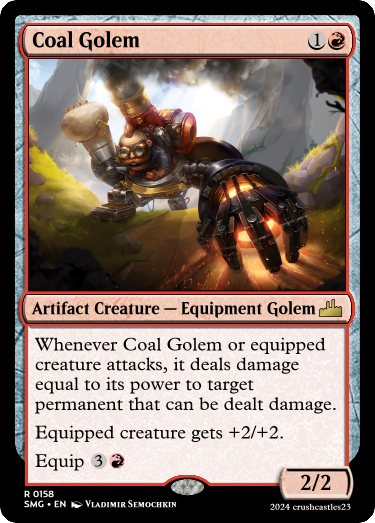 Coal Golem 1
Artifact Creature — Equipment Golem
Whenever Coal Golem or equipped
creature attacks, it deals damage
equal to its power to target
permanent that can be dealt damage.
Equipped creature gets +2/+2.
Equip 3
2/2
R 0158
SMG • EN Vladimir Semochkin
2024 crushcastles23